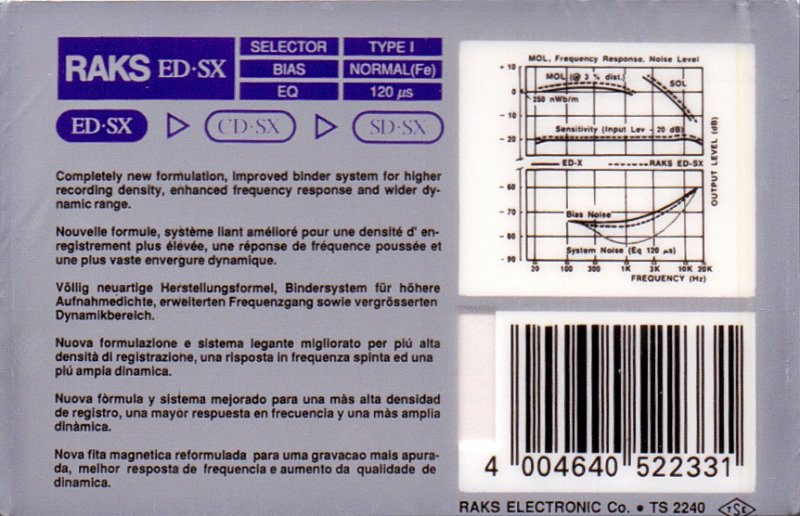 RAKS ED·SX
SELECTOR TYPE I
BIAS NORMAL(Fe)
EQ 120 µs
ED·SX CD·SX SD·SX
Completely new formulation, improved binder system for higher
recording density, enhanced frequency response and wider dy-
namic range.
Nouvelle formule, système liant amélioré pour une densité d' en-
registrement plus élévée, une réponse de fréquence poussée et
une plus vaste envergure dynamique.
Völlig neuartige Herstellungsformel, Bindersystem für höhere
Aufnahmedichte, erweiterten Frequenzgang sowie vergrösserten
Dynamikbereich.
Nuova formulazione e sistema legante migliorato per piú alta
densità di registrazione, una risposta in frequenza spinta ed una
piú ampia dinamica.
Nuova fòrmula y sistema mejorado para una màs alta densidad
de registro, una mayór respuesta en frecuencia y una màs amplia
dinàmica.
Nova fita magnetica reformulada para uma gravacao mais apura-
da, melhor resposta de frequencia e aumento da qualidade de
dinamica.
MOL, Frequency Response, Noise Level
+ 10
MOL (@ 3 % dist.)
SOL
0
250 nWb/m
- 10
Sensitivity (Input Lev - 20 dB)
- 20
ED-X RAKS ED-SX
- 60
- 70
Bias Noise
- 80
System Noise (Eq 120 µs)
- 90
20 100 300 1K 3K 10K 20K
FREQUENCY (Hz)
OUTPUT LEVEL (dB)
4 004640 522331
RAKS ELECTRONIC Co. • TS 2240 TSE